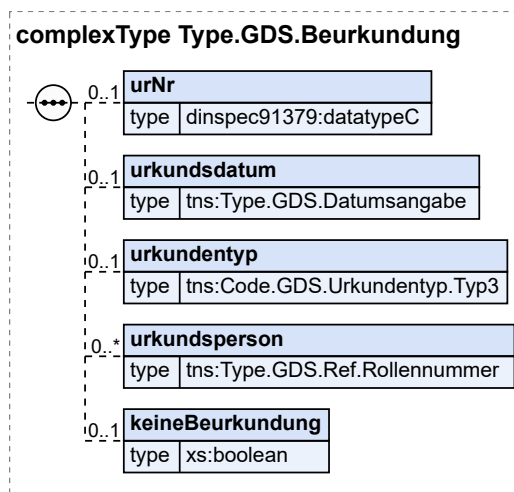 complexType Type.GDS.Beurkundung
0..1 urNr
type dinspec91379:datatypeC
0..1 urkundsdatum
type tns:Type.GDS.Datumsangabe
0..1 urkundentyp
type tns:Code.GDS.Urkundentyp.Typ3
0..* urkundsperson
type tns:Type.GDS.Ref.Rollennummer
0..1 keineBeurkundung
type xs:boolean